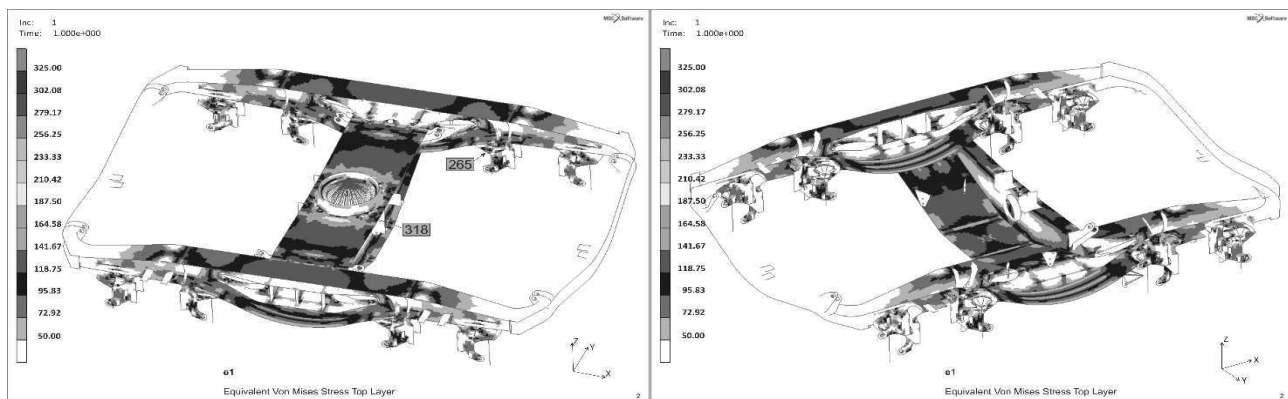 Inc: 1
Time: 1.000e+000
MSC Software
325.00
302.08
279.17
256.25
233.33
210.42
187.50
164.58
141.67
118.75
95.83
72.92
50.00
265
318
e1
Z
Y
X
Equivalent Von Mises Stress Top Layer
2
Inc: 1
Time: 1.000e+000
MSC Software
325.00
302.08
279.17
256.25
233.33
210.42
187.50
164.58
141.67
118.75
95.83
72.92
50.00
e1
Z
X
Y
Equivalent Von Mises Stress Top Layer
2